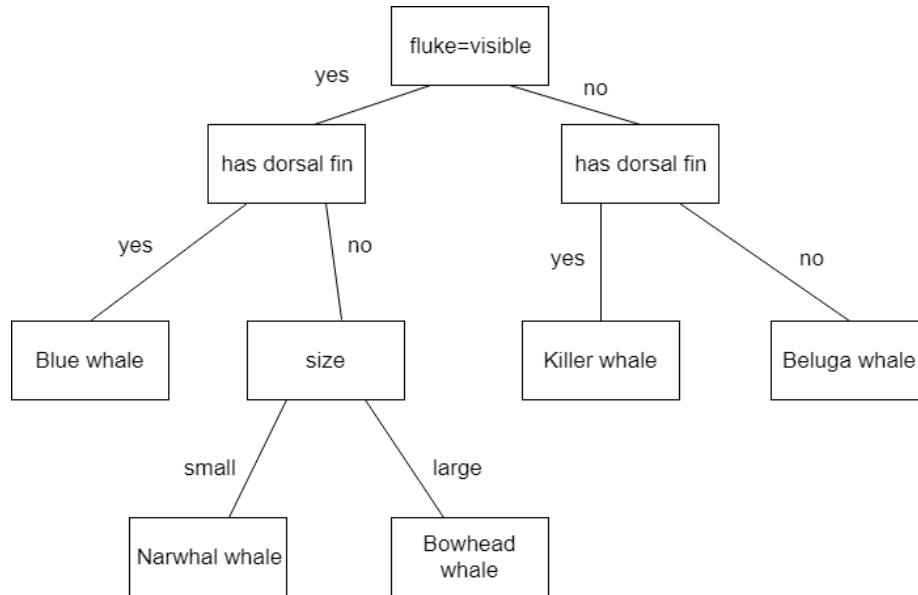 fluke=visible
yes
no
has dorsal fin
has dorsal fin
yes
no
yes
no
Blue whale
size
Killer whale
Beluga whale
small
large
Narwhal whale
Bowhead
whale